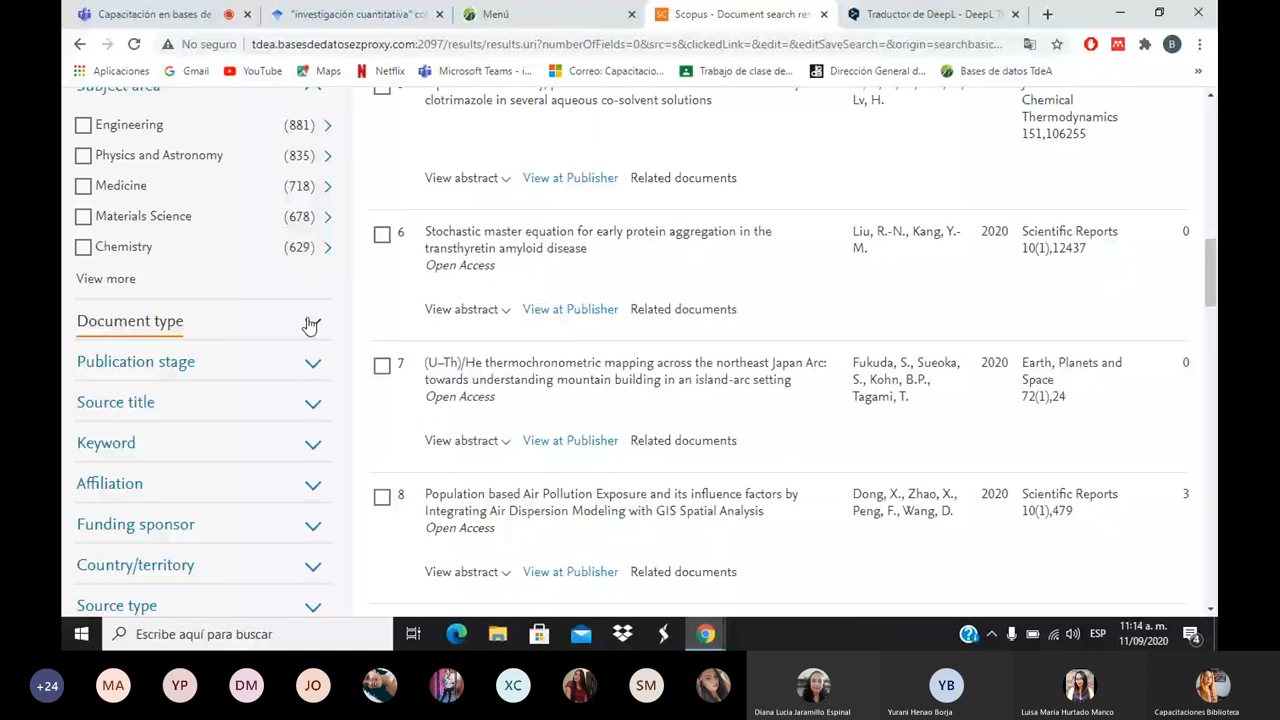 Capacitación en bases de
"investigación cuantitativa" col
Menú
Scopus - Document search res
Traductor de DeepL - DeepL T
No seguro
tdea.basesdedatosezproxy.com:2097/results/results.uri?numberOfFields=0&src=s&clickedLink=&edit=&editSaveSearch=&origin=searchbasic...
B
Aplicaciones
Gmail
YouTube
Maps
Netflix
Microsoft Teams - i...
Correo: Capacitacio...
Trabajo de clase de...
Dirección General d...
Bases de datos TdeA
»
Subject area
Engineering (881)
Physics and Astronomy (835)
Medicine (718)
Materials Science (678)
Chemistry (629)
View more
Document type
Publication stage
Source title
Keyword
Affiliation
Funding sponsor
Country/territory
Source type
clotrimazole in several aqueous co-solvent solutions
Lv, H.
Chemical
Thermodynamics
151,106255
View abstract View at Publisher Related documents
6 Stochastic master equation for early protein aggregation in the
transthyretin amyloid disease
Open Access
Liu, R.-N., Kang, Y.-
M.
2020
Scientific Reports
10(1),12437
0
View abstract View at Publisher Related documents
7 (U–Th)/He thermochronometric mapping across the northeast Japan Arc:
towards understanding mountain building in an island-arc setting
Open Access
Fukuda, S., Sueoka,
S., Kohn, B.P.,
Tagami, T.
2020
Earth, Planets and
Space
72(1),24
0
View abstract View at Publisher Related documents
8 Population based Air Pollution Exposure and its influence factors by
Integrating Air Dispersion Modeling with GIS Spatial Analysis
Open Access
Dong, X., Zhao, X.,
Peng, F., Wang, D.
2020
Scientific Reports
10(1),479
3
View abstract View at Publisher Related documents
Escribe aquí para buscar
ESP
11:14 a. m.
11/09/2020
4
+24
MA
YP
DM
JO
XC
SM
YB
Diana Lucia Jaramillo Espinal
Yurani Henao Borja
Luisa Maria Hurtado Manco
Capacitaciones Biblioteca